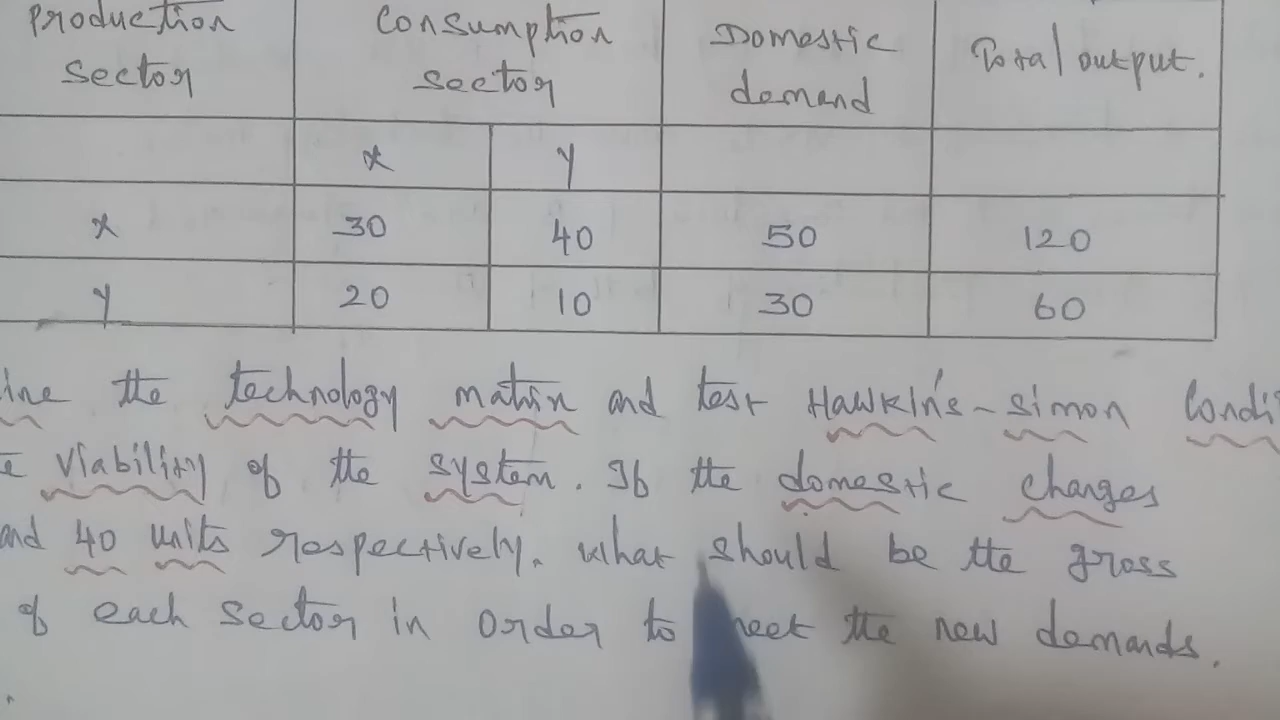 Production Consumption Domestic Total output.
sector sector demand
x y
x 30 40 50 120
y 20 10 30 60
the technology matrix and test Hawkin's-simon
viability of the system. If the domestic changes
and 40 units respectively. What should be the gross
of each sector in order to meet the new demands.